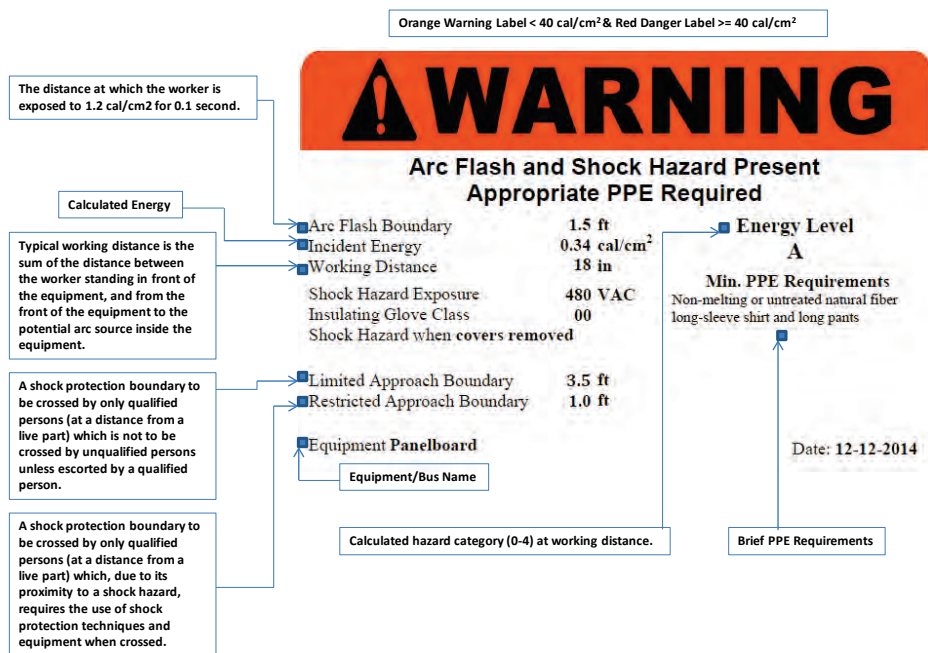 Orange Warning Label < 40 cal/cm² & Red Danger Label >= 40 cal/cm²
The distance at which the worker is
exposed to 1.2 cal/cm2 for 0.1 second.
WARNING
Arc Flash and Shock Hazard Present
Appropriate PPE Required
Calculated Energy
Typical working distance is the
sum of the distance between
the worker standing in front of
the equipment, and from the
front of the equipment to the
potential arc source inside the
equipment.
A shock protection boundary to
be crossed by only qualified
persons (at a distance from a
live part) which is not to be
crossed by unqualified persons
unless escorted by a qualified
person.
A shock protection boundary to
be crossed by only qualified
persons (at a distance from a
live part) which, due to its
proximity to a shock hazard,
requires the use of shock
protection techniques and
equipment when crossed.
Arc Flash Boundary 1.5 ft
Incident Energy 0.34 cal/cm²
Working Distance 18 in
Shock Hazard Exposure 480 VAC
Insulating Glove Class 00
Shock Hazard when covers removed
Limited Approach Boundary 3.5 ft
Restricted Approach Boundary 1.0 ft
Equipment Panelboard
Equipment/Bus Name
Energy Level
A
Min. PPE Requirements
Non-melting or untreated natural fiber
long-sleeve shirt and long pants
Date: 12-12-2014
Calculated hazard category (0-4) at working distance.
Brief PPE Requirements